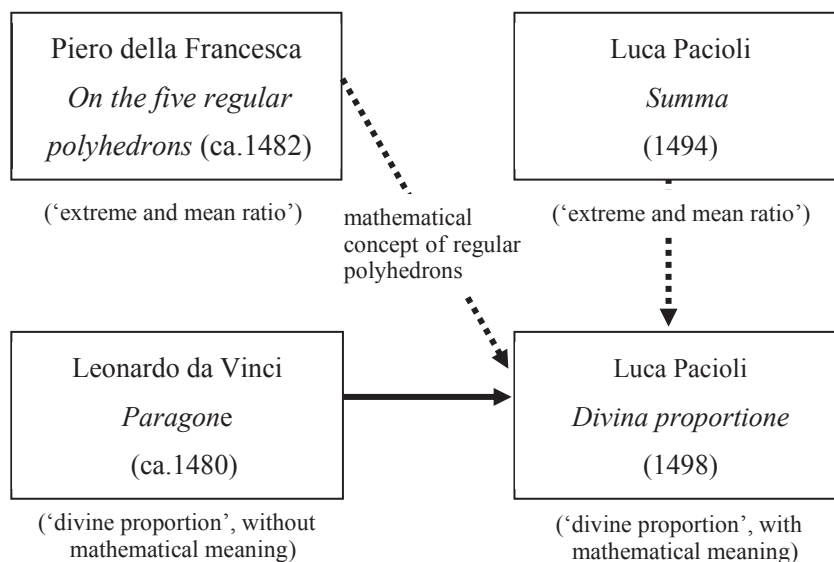 Piero della Francesca
On the five regular
polyhedrons (ca.1482)
(‘extreme and mean ratio’)
Luca Pacioli
Summa
(1494)
(‘extreme and mean ratio’)
mathematical
concept of regular
polyhedrons
Leonardo da Vinci
Paragone
(ca.1480)
(‘divine proportion’, without
mathematical meaning)
Luca Pacioli
Divina proportione
(1498)
(‘divine proportion’, with
mathematical meaning)